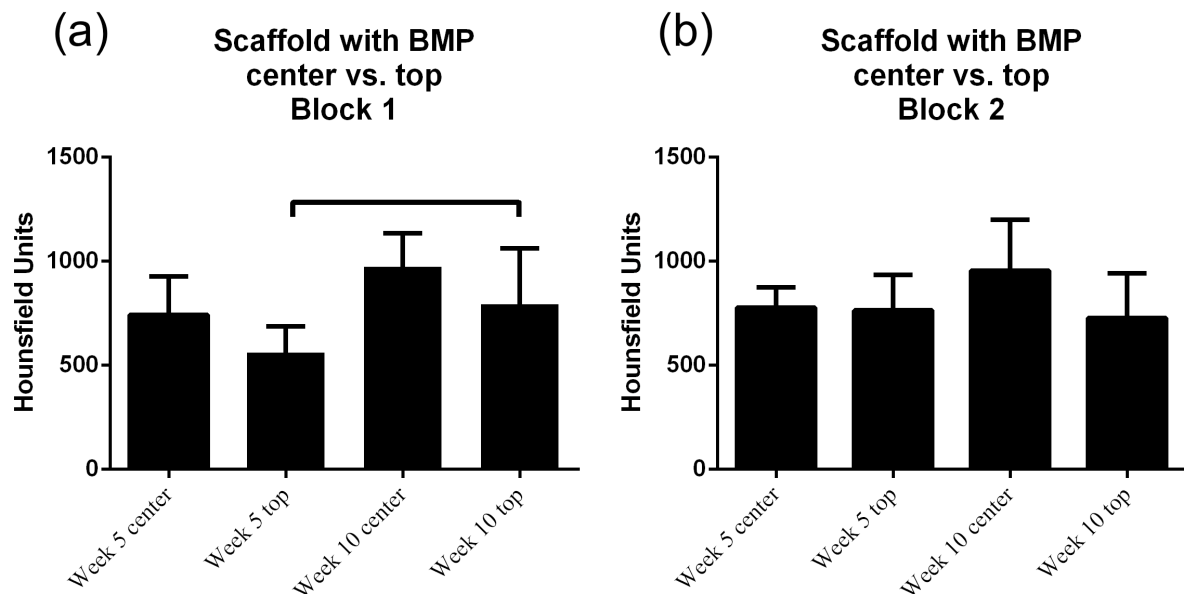 (a)
Scaffold with BMP
center vs. top
Block 1
1500
1000
500
0
Hounsfield Units
Week 5 center
Week 5 top
Week 10 center
Week 10 top
(b)
Scaffold with BMP
center vs. top
Block 2
1500
1000
500
0
Hounsfield Units
Week 5 center
Week 5 top
Week 10 center
Week 10 top